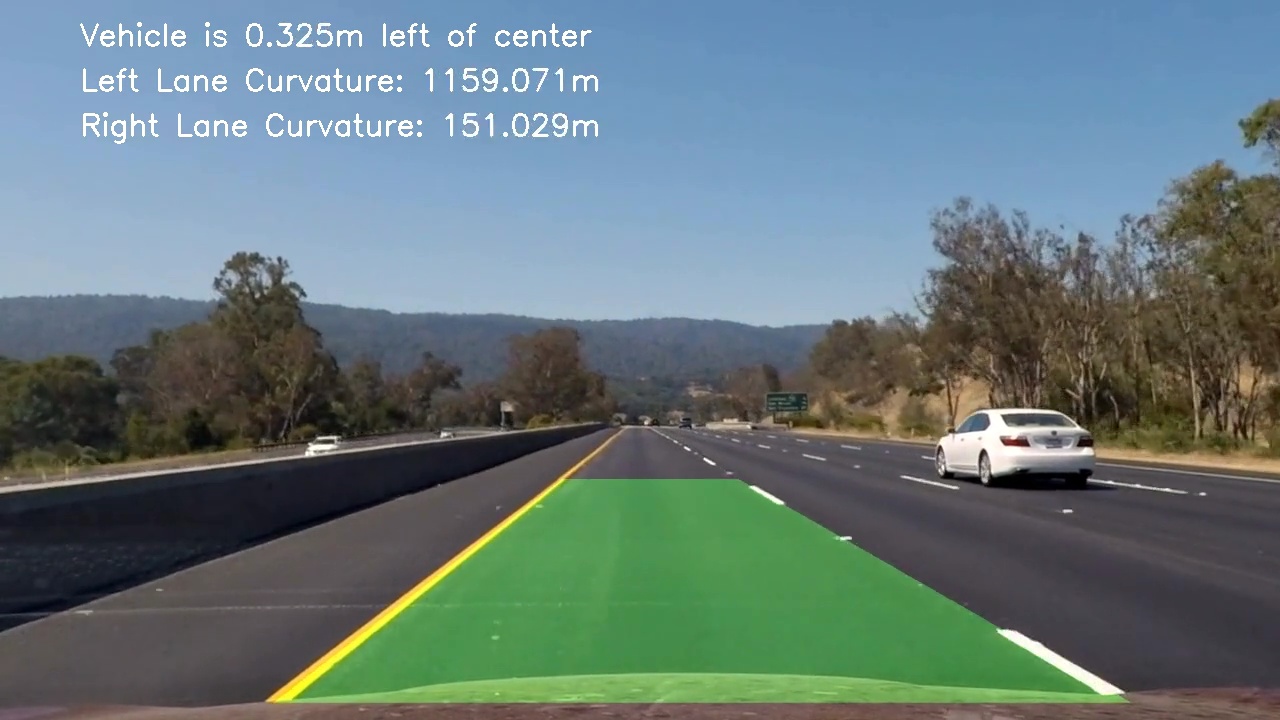 Vehicle is 0.325m left of center
Left Lane Curvature: 1159.071m
Right Lane Curvature: 151.029m